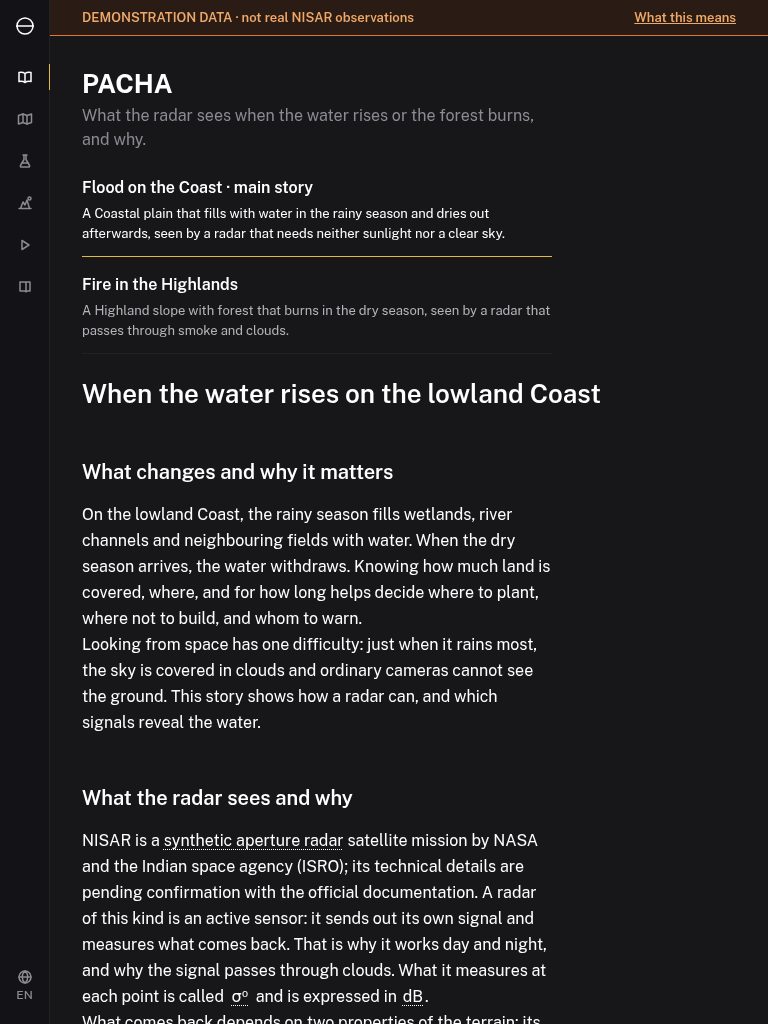 DEMONSTRATION DATA · not real NISAR observations
What this means
PACHA
What the radar sees when the water rises or the forest burns,
and why.
Flood on the Coast · main story
A Coastal plain that fills with water in the rainy season and dries out
afterwards, seen by a radar that needs neither sunlight nor a clear sky.
Fire in the Highlands
A Highland slope with forest that burns in the dry season, seen by a radar that
passes through smoke and clouds.
When the water rises on the lowland Coast
What changes and why it matters
On the lowland Coast, the rainy season fills wetlands, river
channels and neighbouring fields with water. When the dry
season arrives, the water withdraws. Knowing how much land is
covered, where, and for how long helps decide where to plant,
where not to build, and whom to warn.
Looking from space has one difficulty: just when it rains most,
the sky is covered in clouds and ordinary cameras cannot see
the ground. This story shows how a radar can, and which
signals reveal the water.
What the radar sees and why
NISAR is a synthetic aperture radar satellite mission by NASA
and the Indian space agency (ISRO); its technical details are
pending confirmation with the official documentation. A radar
of this kind is an active sensor: it sends out its own signal and
measures what comes back. That is why it works day and night,
and why the signal passes through clouds. What it measures at
each point is called σ⁰ and is expressed in dB.
What comes back depends on two properties of the terrain: its
EN